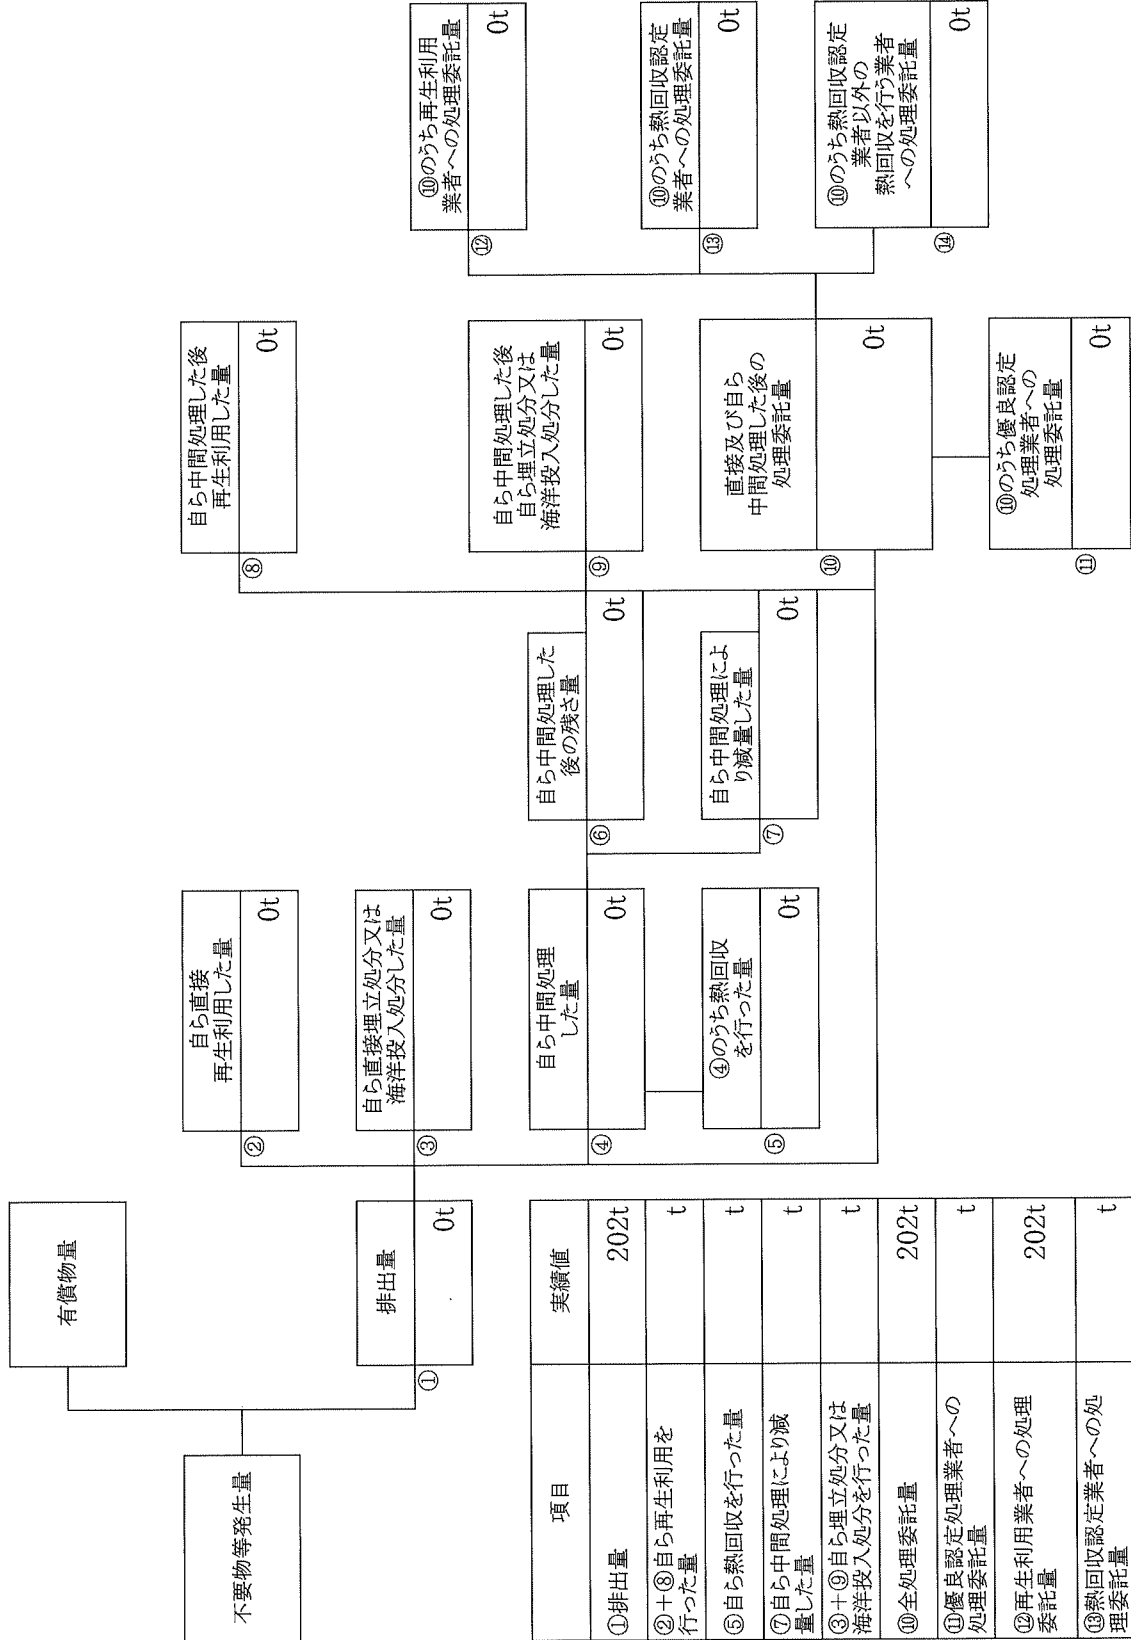 不要物等発生量
有償物量
排出量
①
0t
自ら直接
再生利用した量
②
0t
自ら直接埋立処分又は
海洋投入処分した量
③
0t
自ら中間処理
した量
④
0t
④のうち熱回収
を行った量
⑤
0t
自ら中間処理した
後の残さ量
⑥
0t
自ら中間処理によ
り減量した量
⑦
0t
自ら中間処理した後
再生利用した量
⑧
0t
自ら中間処理した後
自ら埋立処分又は
海洋投入処分した量
⑨
0t
直接及び自ら
中間処理した後の
処理委託量
⑩
0t
⑩のうち優良認定
処理業者への
処理委託量
⑪
0t
⑩のうち再生利用
業者への処理委託量
⑫
0t
⑩のうち熱回収認定
業者への処理委託量
⑬
0t
⑩のうち熱回収認定
業者以外の
熱回収を行う業者
への処理委託量
⑭
0t
項目 実績値
①排出量 202t
②+⑧自ら再生利用を
行った量 t
⑤自ら熱回収を行った量 t
⑦自ら中間処理により減
量した量 t
③+⑨自ら埋立処分又は
海洋投入処分を行った量 t
⑩全処理委託量 202t
⑪優良認定処理業者への
処理委託量 t
⑫再生利用業者への処理
委託量 202t
⑬熱回収認定業者への処
理委託量 t